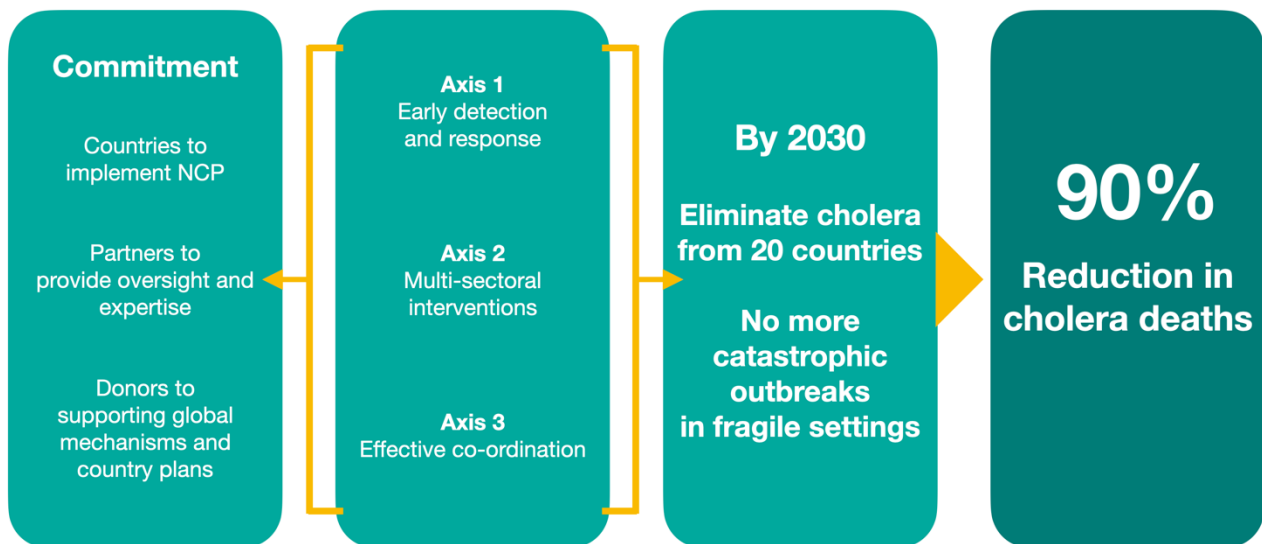 Commitment
Countries to
implement NCP
Partners to
provide oversight and
expertise
Donors to
supporting global
mechanisms and
country plans
Axis 1
Early detection
and response
Axis 2
Multi-sectoral
interventions
Axis 3
Effective co-ordination
By 2030
Eliminate cholera
from 20 countries
No more
catastrophic
outbreaks
in fragile settings
90%
Reduction in
cholera deaths